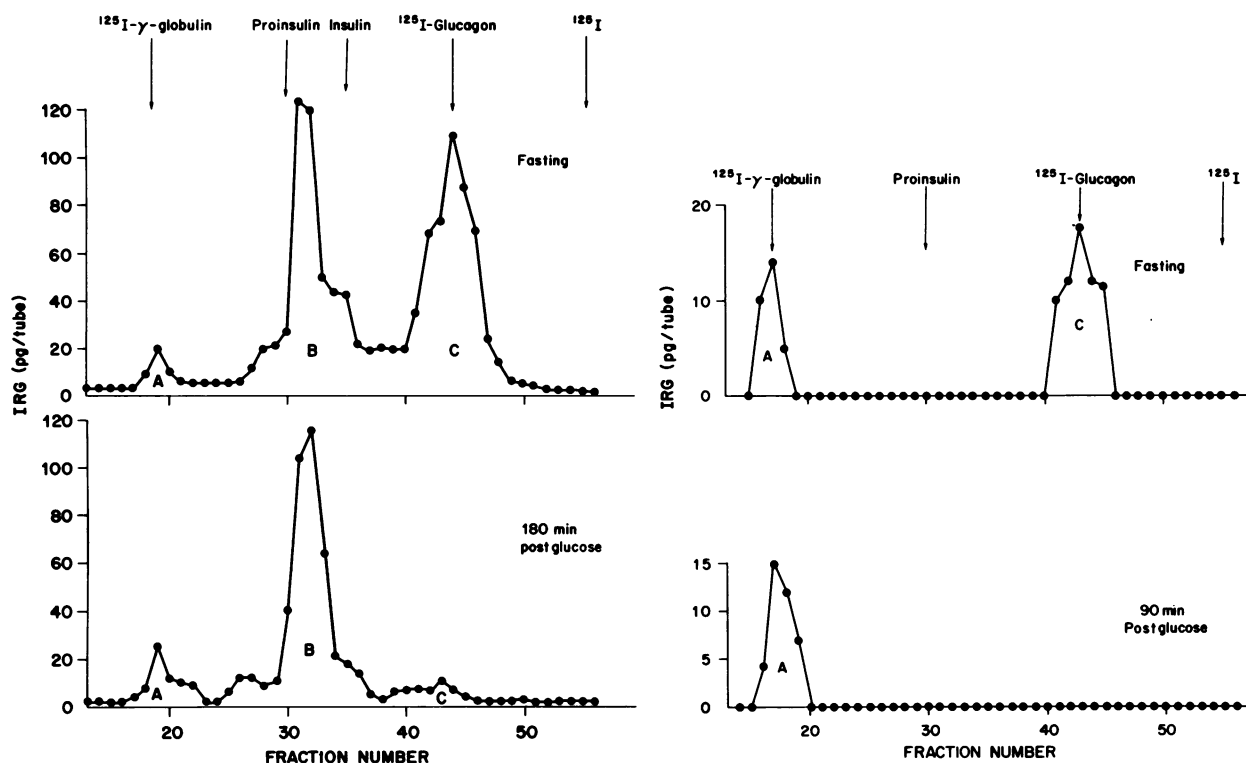 ¹²⁵I-γ-globulin Proinsulin Insulin ¹²⁵I-Glucagon ¹²⁵I
120
100
80
60
40
20
0
IRG (pg/tube)
Fasting
A
B
C
120
100
80
60
40
20
0
180 min
post glucose
A
B
C
20 30 40 50
FRACTION NUMBER
¹²⁵I-γ-globulin Proinsulin ¹²⁵I-Glucagon ¹²⁵I
20
10
0
IRG (pg/tube)
Fasting
A
C
15
10
5
0
90 min
Post glucose
A
20 30 40 50
FRACTION NUMBER